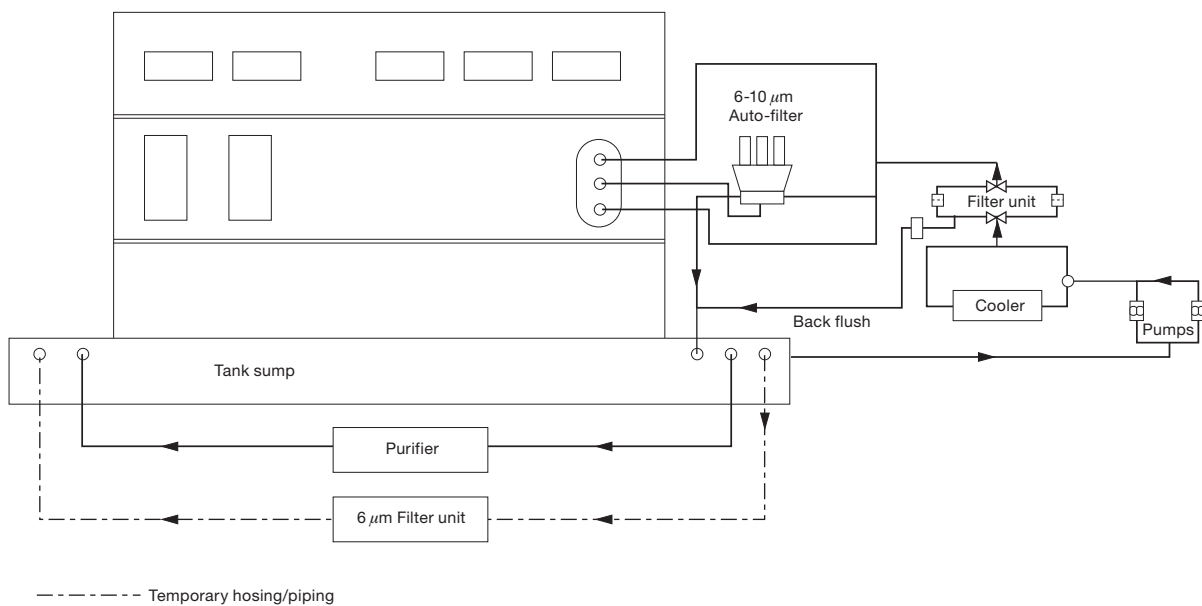 6-10 μm
Auto-filter
Filter unit
Cooler
Back flush
Pumps
Tank sump
Purifier
6 μm Filter unit
Temporary hosing/piping